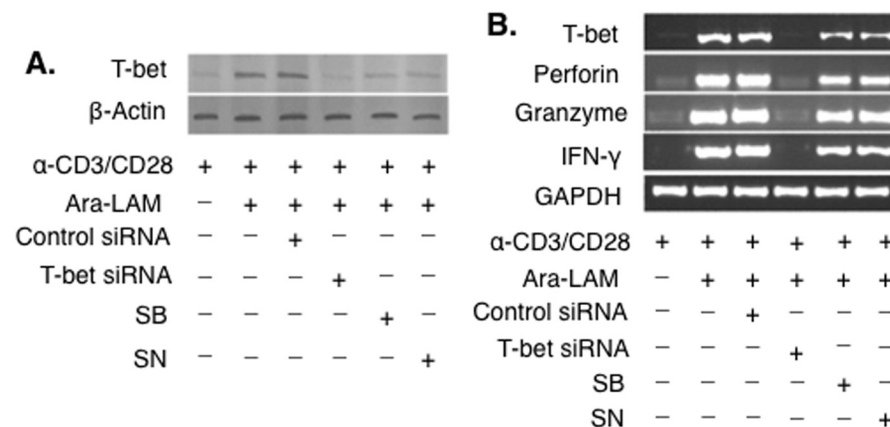 A.
T-bet
β-Actin
α-CD3/CD28 + + + + + +
Ara-LAM – + + + + +
Control siRNA – – + – – –
T-bet siRNA – – – + – –
SB – – – – + –
SN – – – – – +
B.
T-bet
Perforin
Granzyme
IFN-γ
GAPDH
α-CD3/CD28 + + + + + +
Ara-LAM – + + + + +
Control siRNA – – + – – –
T-bet siRNA – – – + – –
SB – – – – + –
SN – – – – – +